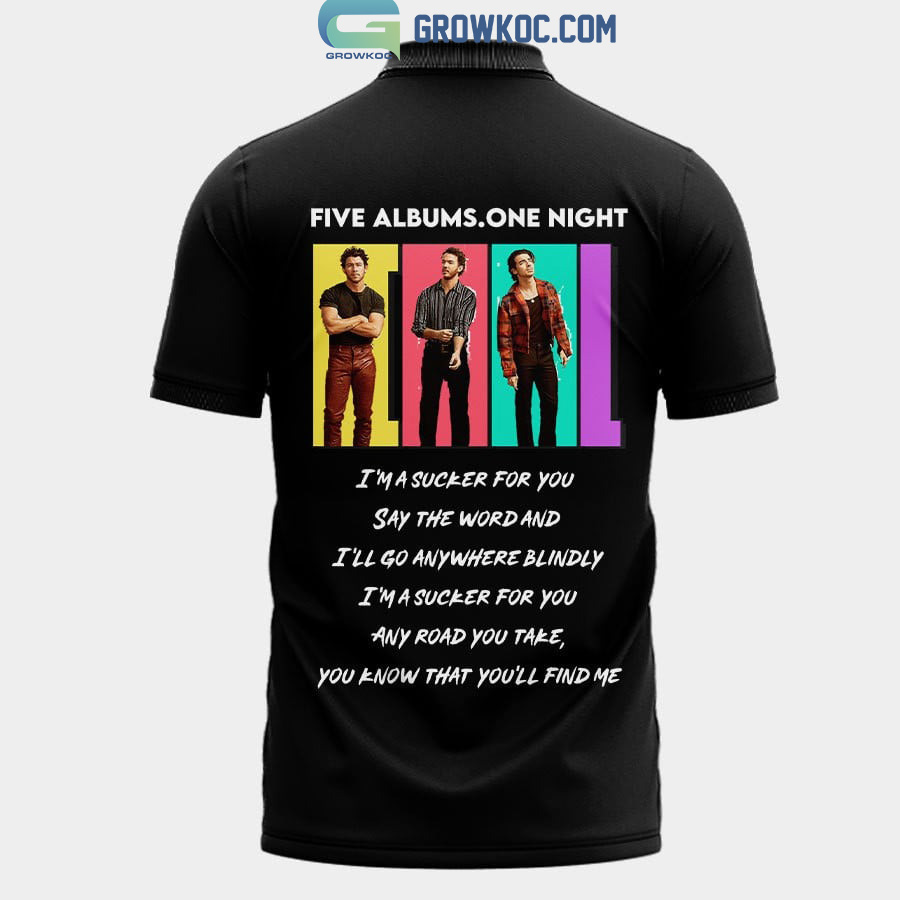 GROWKOC.COM
GROWKOC
FIVE ALBUMS.ONE NIGHT
I'M A SUCKER FOR YOU
SAY THE WORD AND
I'LL GO ANYWHERE BLINDLY
I'M A SUCKER FOR YOU
ANY ROAD YOU TAKE,
YOU KNOW THAT YOU'LL FIND ME